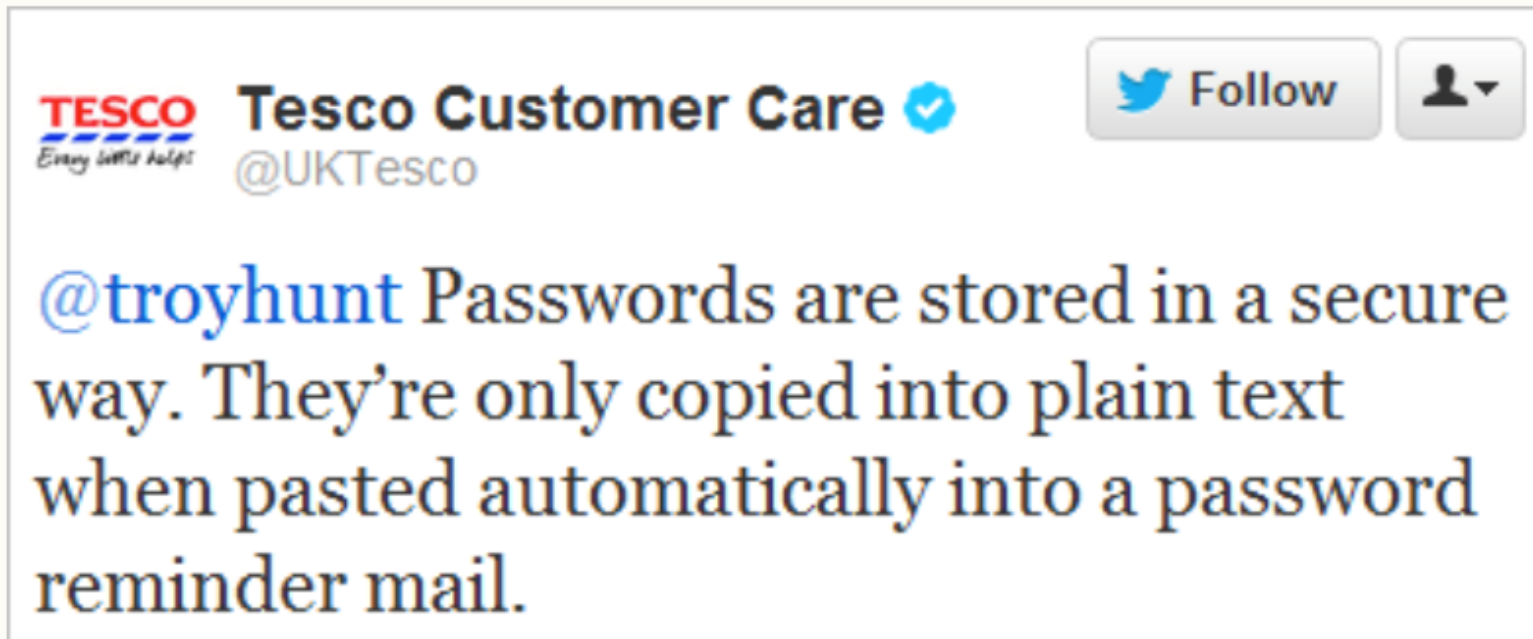 TESCO
Every little helps
Tesco Customer Care
@UKTesco
Follow
@troyhunt Passwords are stored in a secure
way. They’re only copied into plain text
when pasted automatically into a password
reminder mail.